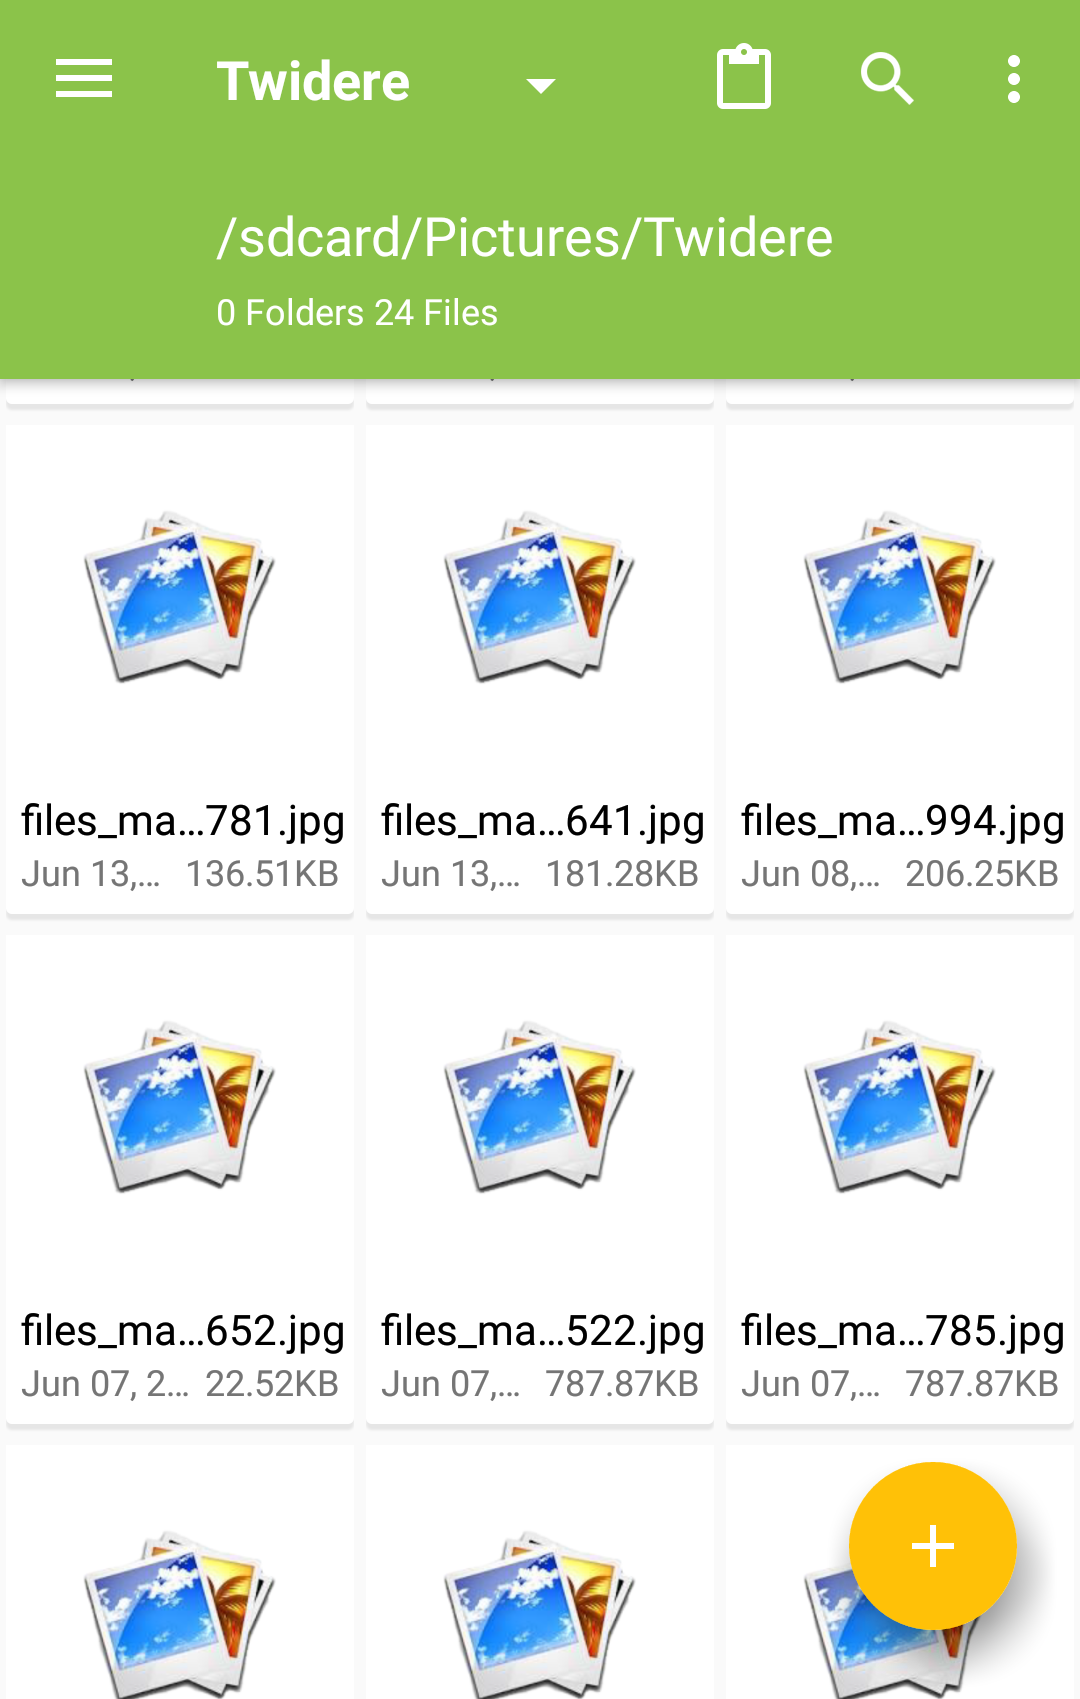 Twidere
/sdcard/Pictures/Twidere
0 Folders 24 Files
files_ma...781.jpg files_ma...641.jpg files_ma...994.jpg
Jun 13,... 136.51KB Jun 13,... 181.28KB Jun 08,... 206.25KB
files_ma...652.jpg files_ma...522.jpg files_ma...785.jpg
Jun 07, 2... 22.52KB Jun 07,... 787.87KB Jun 07,... 787.87KB